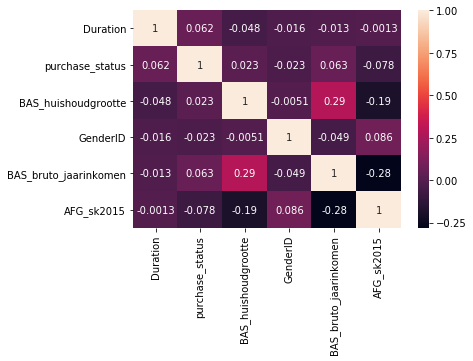 Duration 1 0.062 -0.048 -0.016 -0.013 -0.0013
purchase_status 0.062 1 0.023 -0.023 0.063 -0.078
BAS_huishoudgrootte -0.048 0.023 1 -0.0051 0.29 -0.19
GenderID -0.016 -0.023 -0.0051 1 -0.049 0.086
BAS_bruto_jaarinkomen -0.013 0.063 0.29 -0.049 1 -0.28
AFG_sk2015 -0.0013 -0.078 -0.19 0.086 -0.28 1
Duration
purchase_status
BAS_huishoudgrootte
GenderID
BAS_bruto_jaarinkomen
AFG_sk2015
1.00
0.75
0.50
0.25
0.00
-0.25